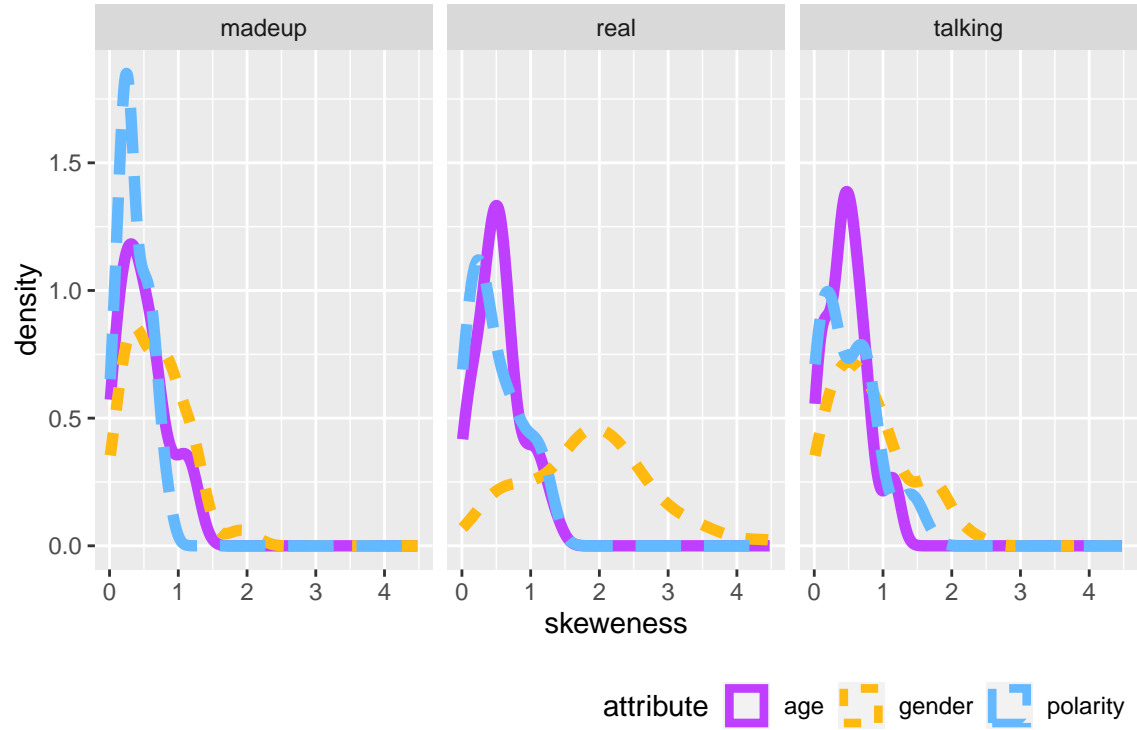 madeup real talking
density
1.5
1.0
0.5
0.0
0 1 2 3 4 0 1 2 3 4 0 1 2 3 4
skeweness
attribute age gender polarity